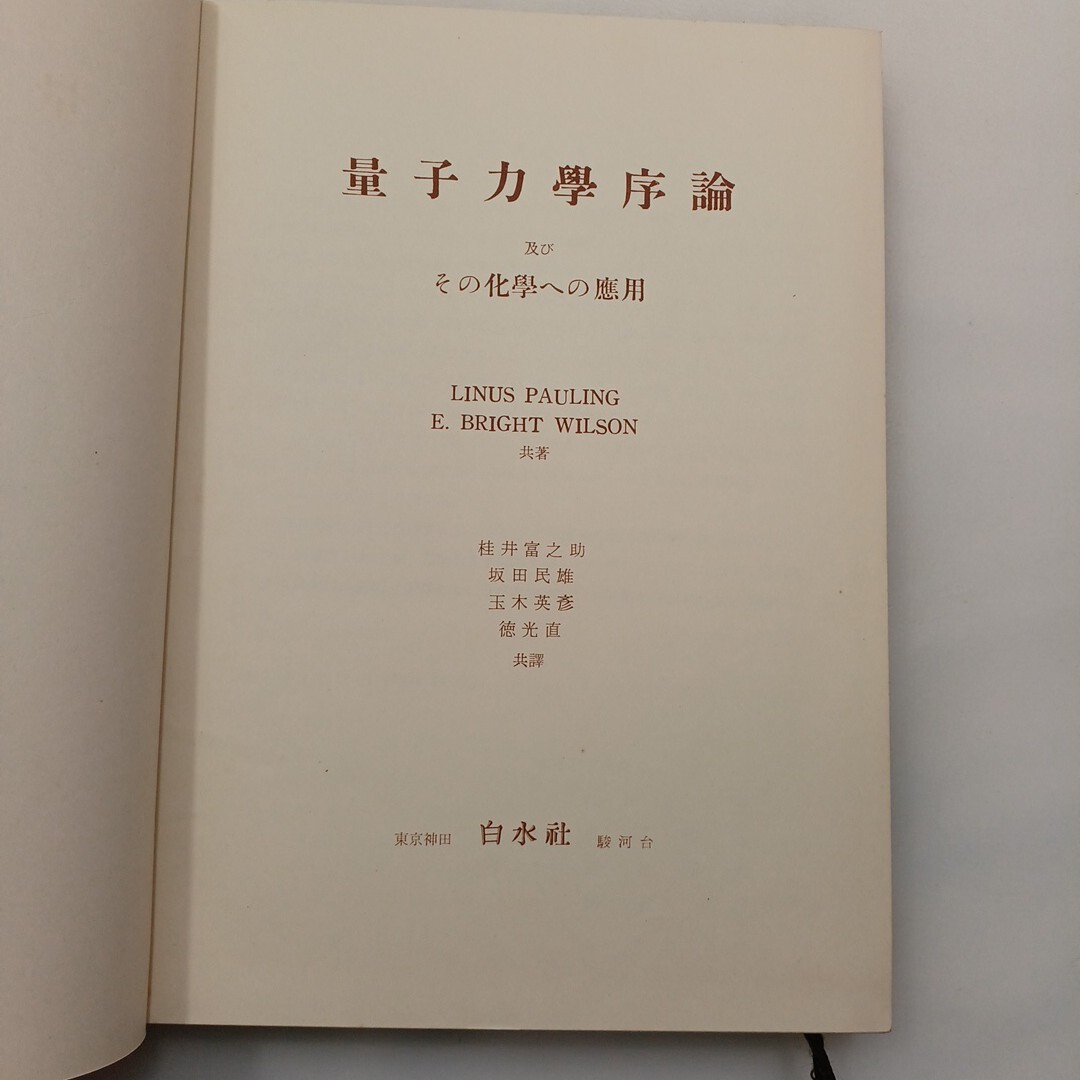 量子力學序論
及び
その化學への應用
LINUS PAULING
E. BRIGHT WILSON
共著
桂井富之助
坂田民雄
玉木英彥
徳光直
共譯
東京神田 白水社 駿河台